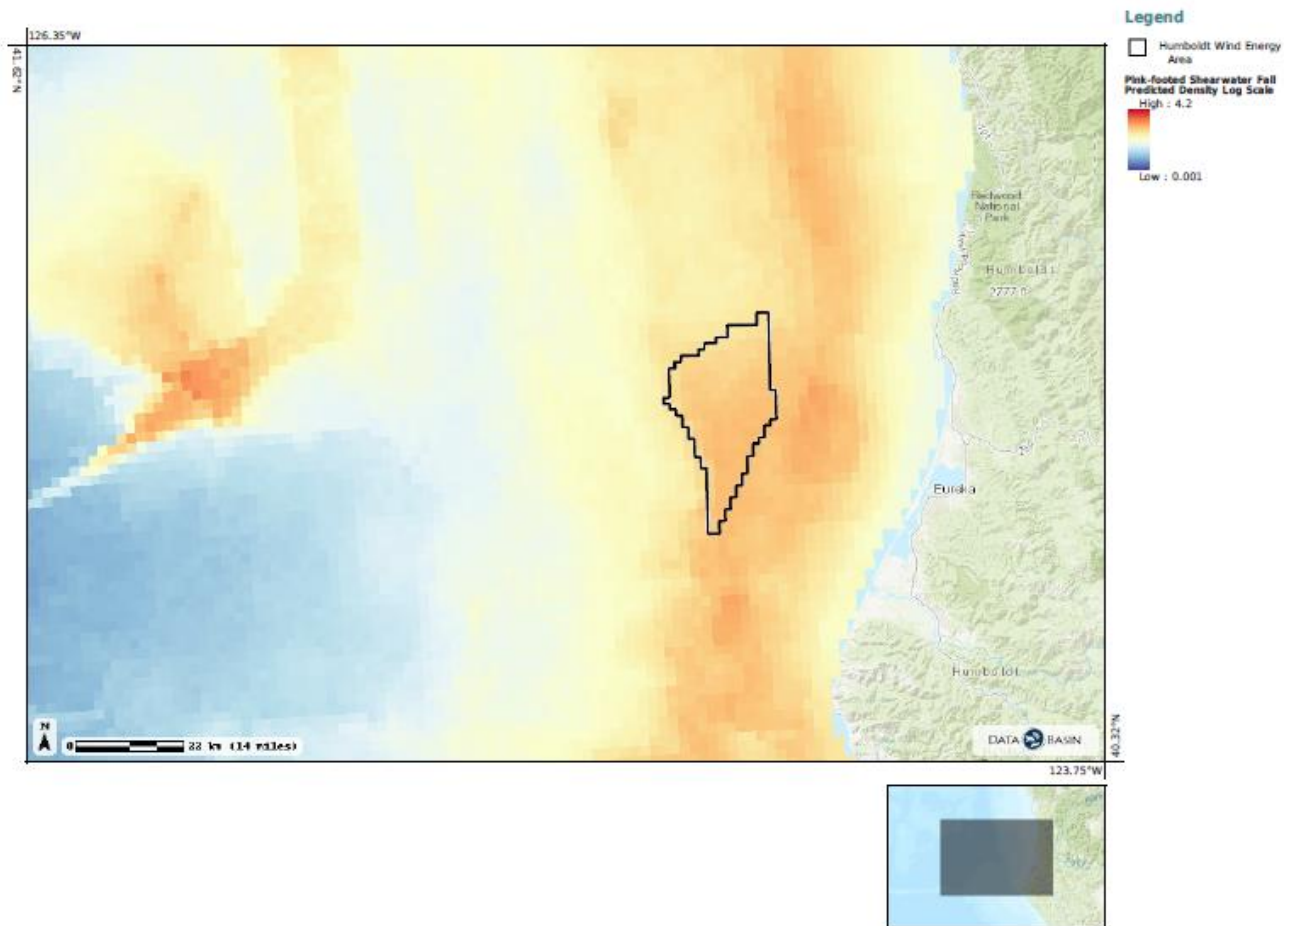 126.35°W
41.62°N
Legend
Humboldt Wind Energy
Area
Pink-footed Shearwater Fall
Predicted Density Log Scale
High : 4.2
Low : 0.001
Redwood
National
Park
Humboldt
Eureka
Humboldt
N
0 22 km (14 miles)
DATA BASIN
40.32°N
123.75°W